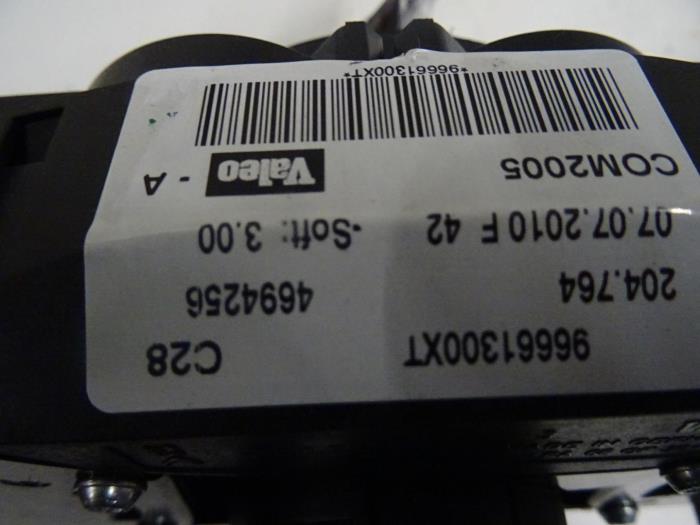 96661300XT C28
204.764 4694256
07.07.2010 F 42 -Soft: 3.00
COM2005 Valeo - A
*96661300XT*